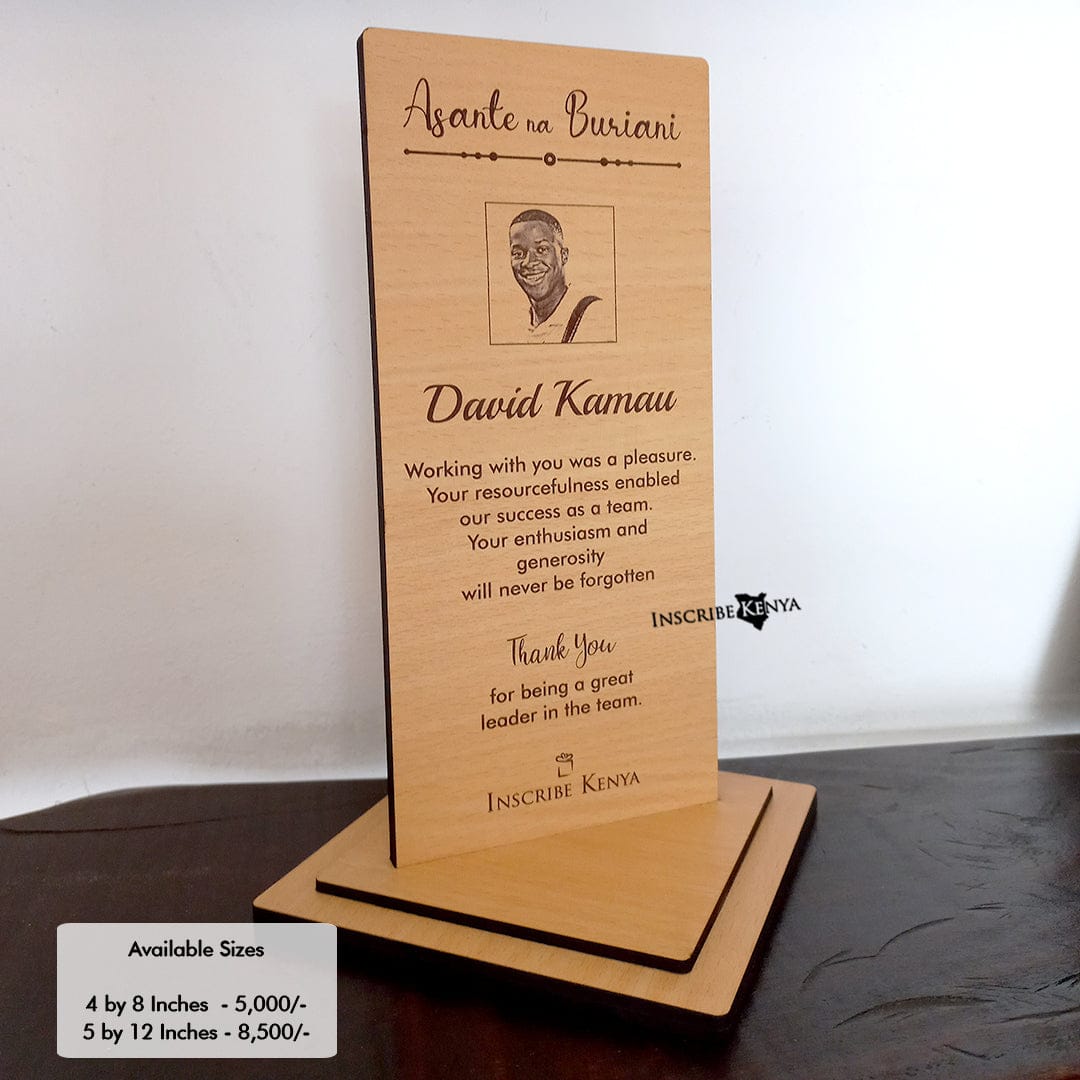 Asante na Buriani
David Kamau
Working with you was a pleasure.
Your resourcefulness enabled
our success as a team.
Your enthusiasm and
generosity
will never be forgotten
Thank You
for being a great
leader in the team.
INSCRIBE KENYA
INSCRIBE KENYA
Available Sizes
4 by 8 Inches - 5,000/-
5 by 12 Inches - 8,500/-